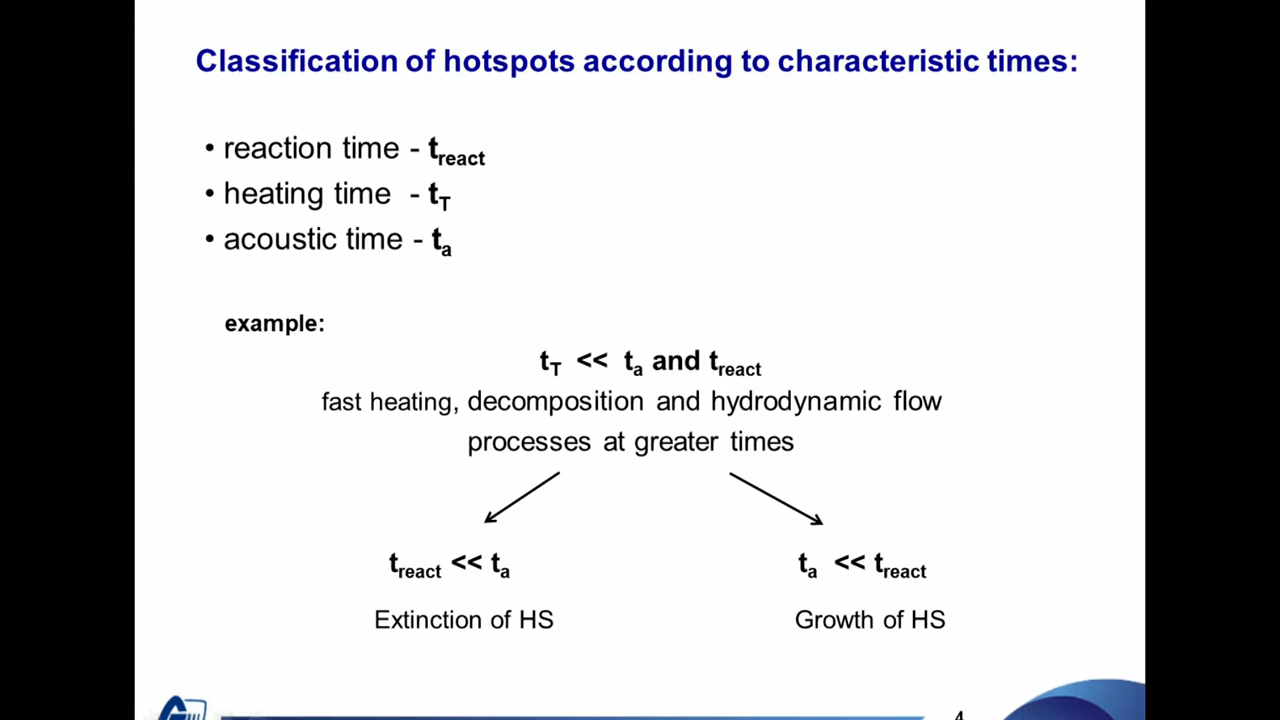 Classification of hotspots according to characteristic times:
• reaction time - treact
• heating time - tT
• acoustic time - ta
example:
tT << ta and treact
fast heating, decomposition and hydrodynamic flow
processes at greater times
treact << ta
ta << treact
Extinction of HS
Growth of HS
4